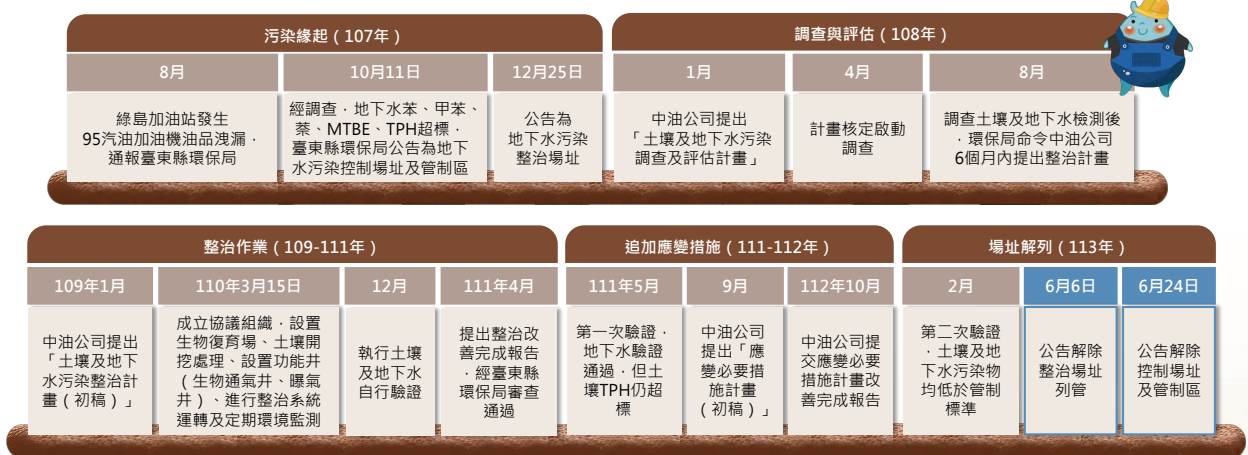 污染緣起（107年）
8月
綠島加油站發生
95汽油加油機油品洩漏，
通報臺東縣環保局
10月11日
經調查，地下水苯、甲苯、
萘、MTBE、TPH超標，
臺東縣環保局公告為地下
水污染控制場址及管制區
12月25日
公告為
地下水污染
整治場址
調查與評估（108年）
1月
中油公司提出
「土壤及地下水污染
調查及評估計畫」
4月
計畫核定啟動
調查
8月
調查土壤及地下水檢測後
，環保局命令中油公司
6個月內提出整治計畫
整治作業（109-111年）
109年1月
中油公司提出
「土壤及地下
水污染整治計
畫（初稿）」
110年3月15日
成立協議組織，設置
生物復育場、土壤開
挖處理、設置功能井
（生物通氣井、曝氣
井）、進行整治系統
運轉及定期環境監測
12月
執行土壤
及地下水
自行驗證
111年4月
提出整治改
善完成報告
，經臺東縣
環保局審查
通過
追加應變措施（111-112年）
111年5月
第一次驗證，
地下水驗證
通過，但土
壤TPH仍超
標
9月
中油公司
提出「應
變必要措
施計畫
（初稿）」
112年10月
中油公司提
交應變必要
措施計畫改
善完成報告
場址解列（113年）
2月
第二次驗證
，土壤及地
下水污染物
均低於管制
標準
6月6日
公告解除
整治場址
列管
6月24日
公告解除
控制場址
及管制區